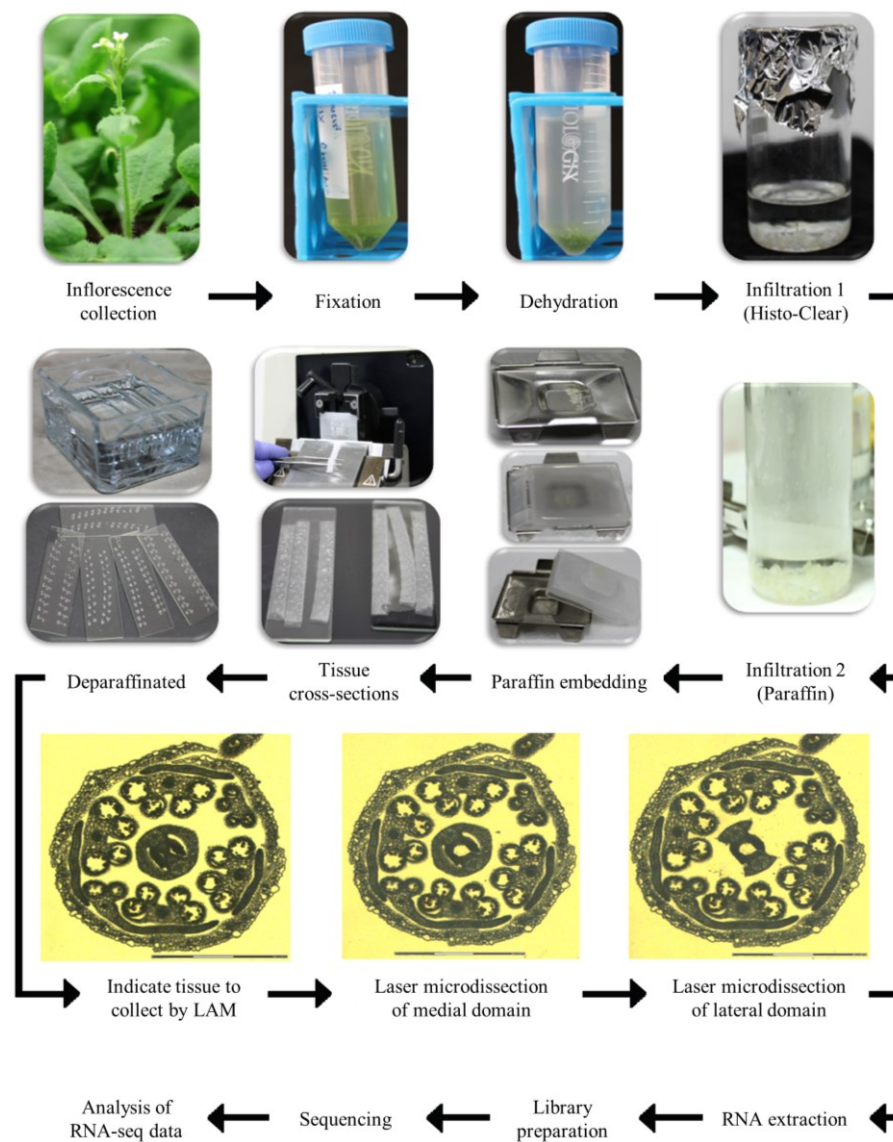 Inflorescence
collection
Fixation
Dehydration
Infiltration 1
(Histo-Clear)
Deparaffinated
Tissue
cross-sections
Paraffin embedding
Infiltration 2
(Paraffin)
Indicate tissue to
collect by LAM
Laser microdissection
of medial domain
Laser microdissection
of lateral domain
Analysis of
RNA-seq data
Sequencing
Library
preparation
RNA extraction